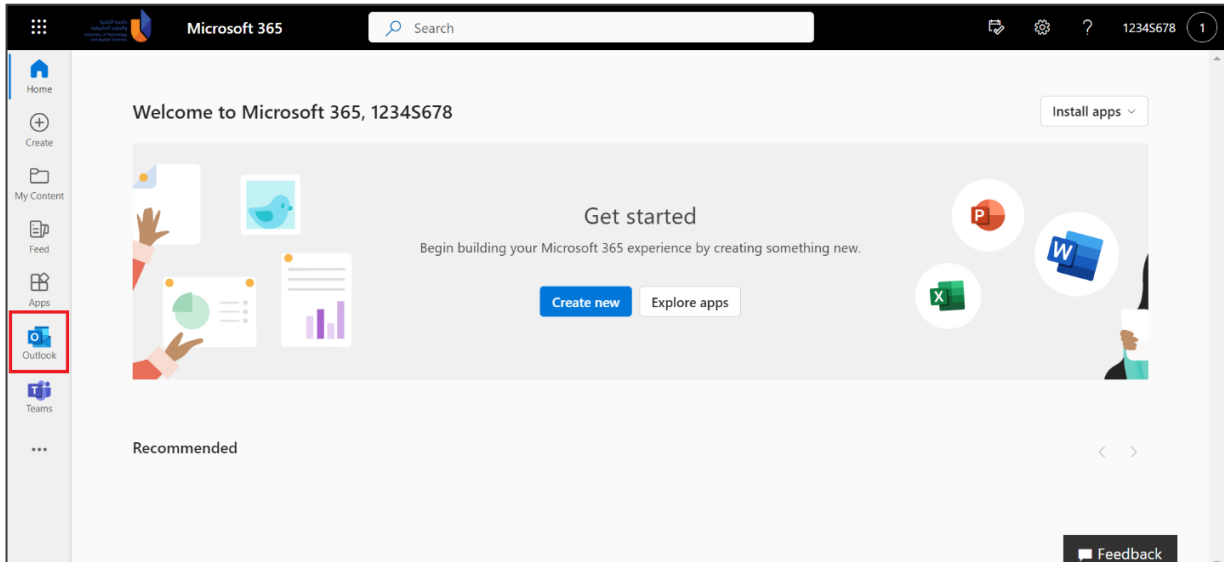 Microsoft 365
Search
1234S678
1
Home
Create
My Content
Feed
Apps
Outlook
Teams
Welcome to Microsoft 365, 1234S678
Install apps
Get started
Begin building your Microsoft 365 experience by creating something new.
Create new
Explore apps
P
W
X
Recommended
Feedback